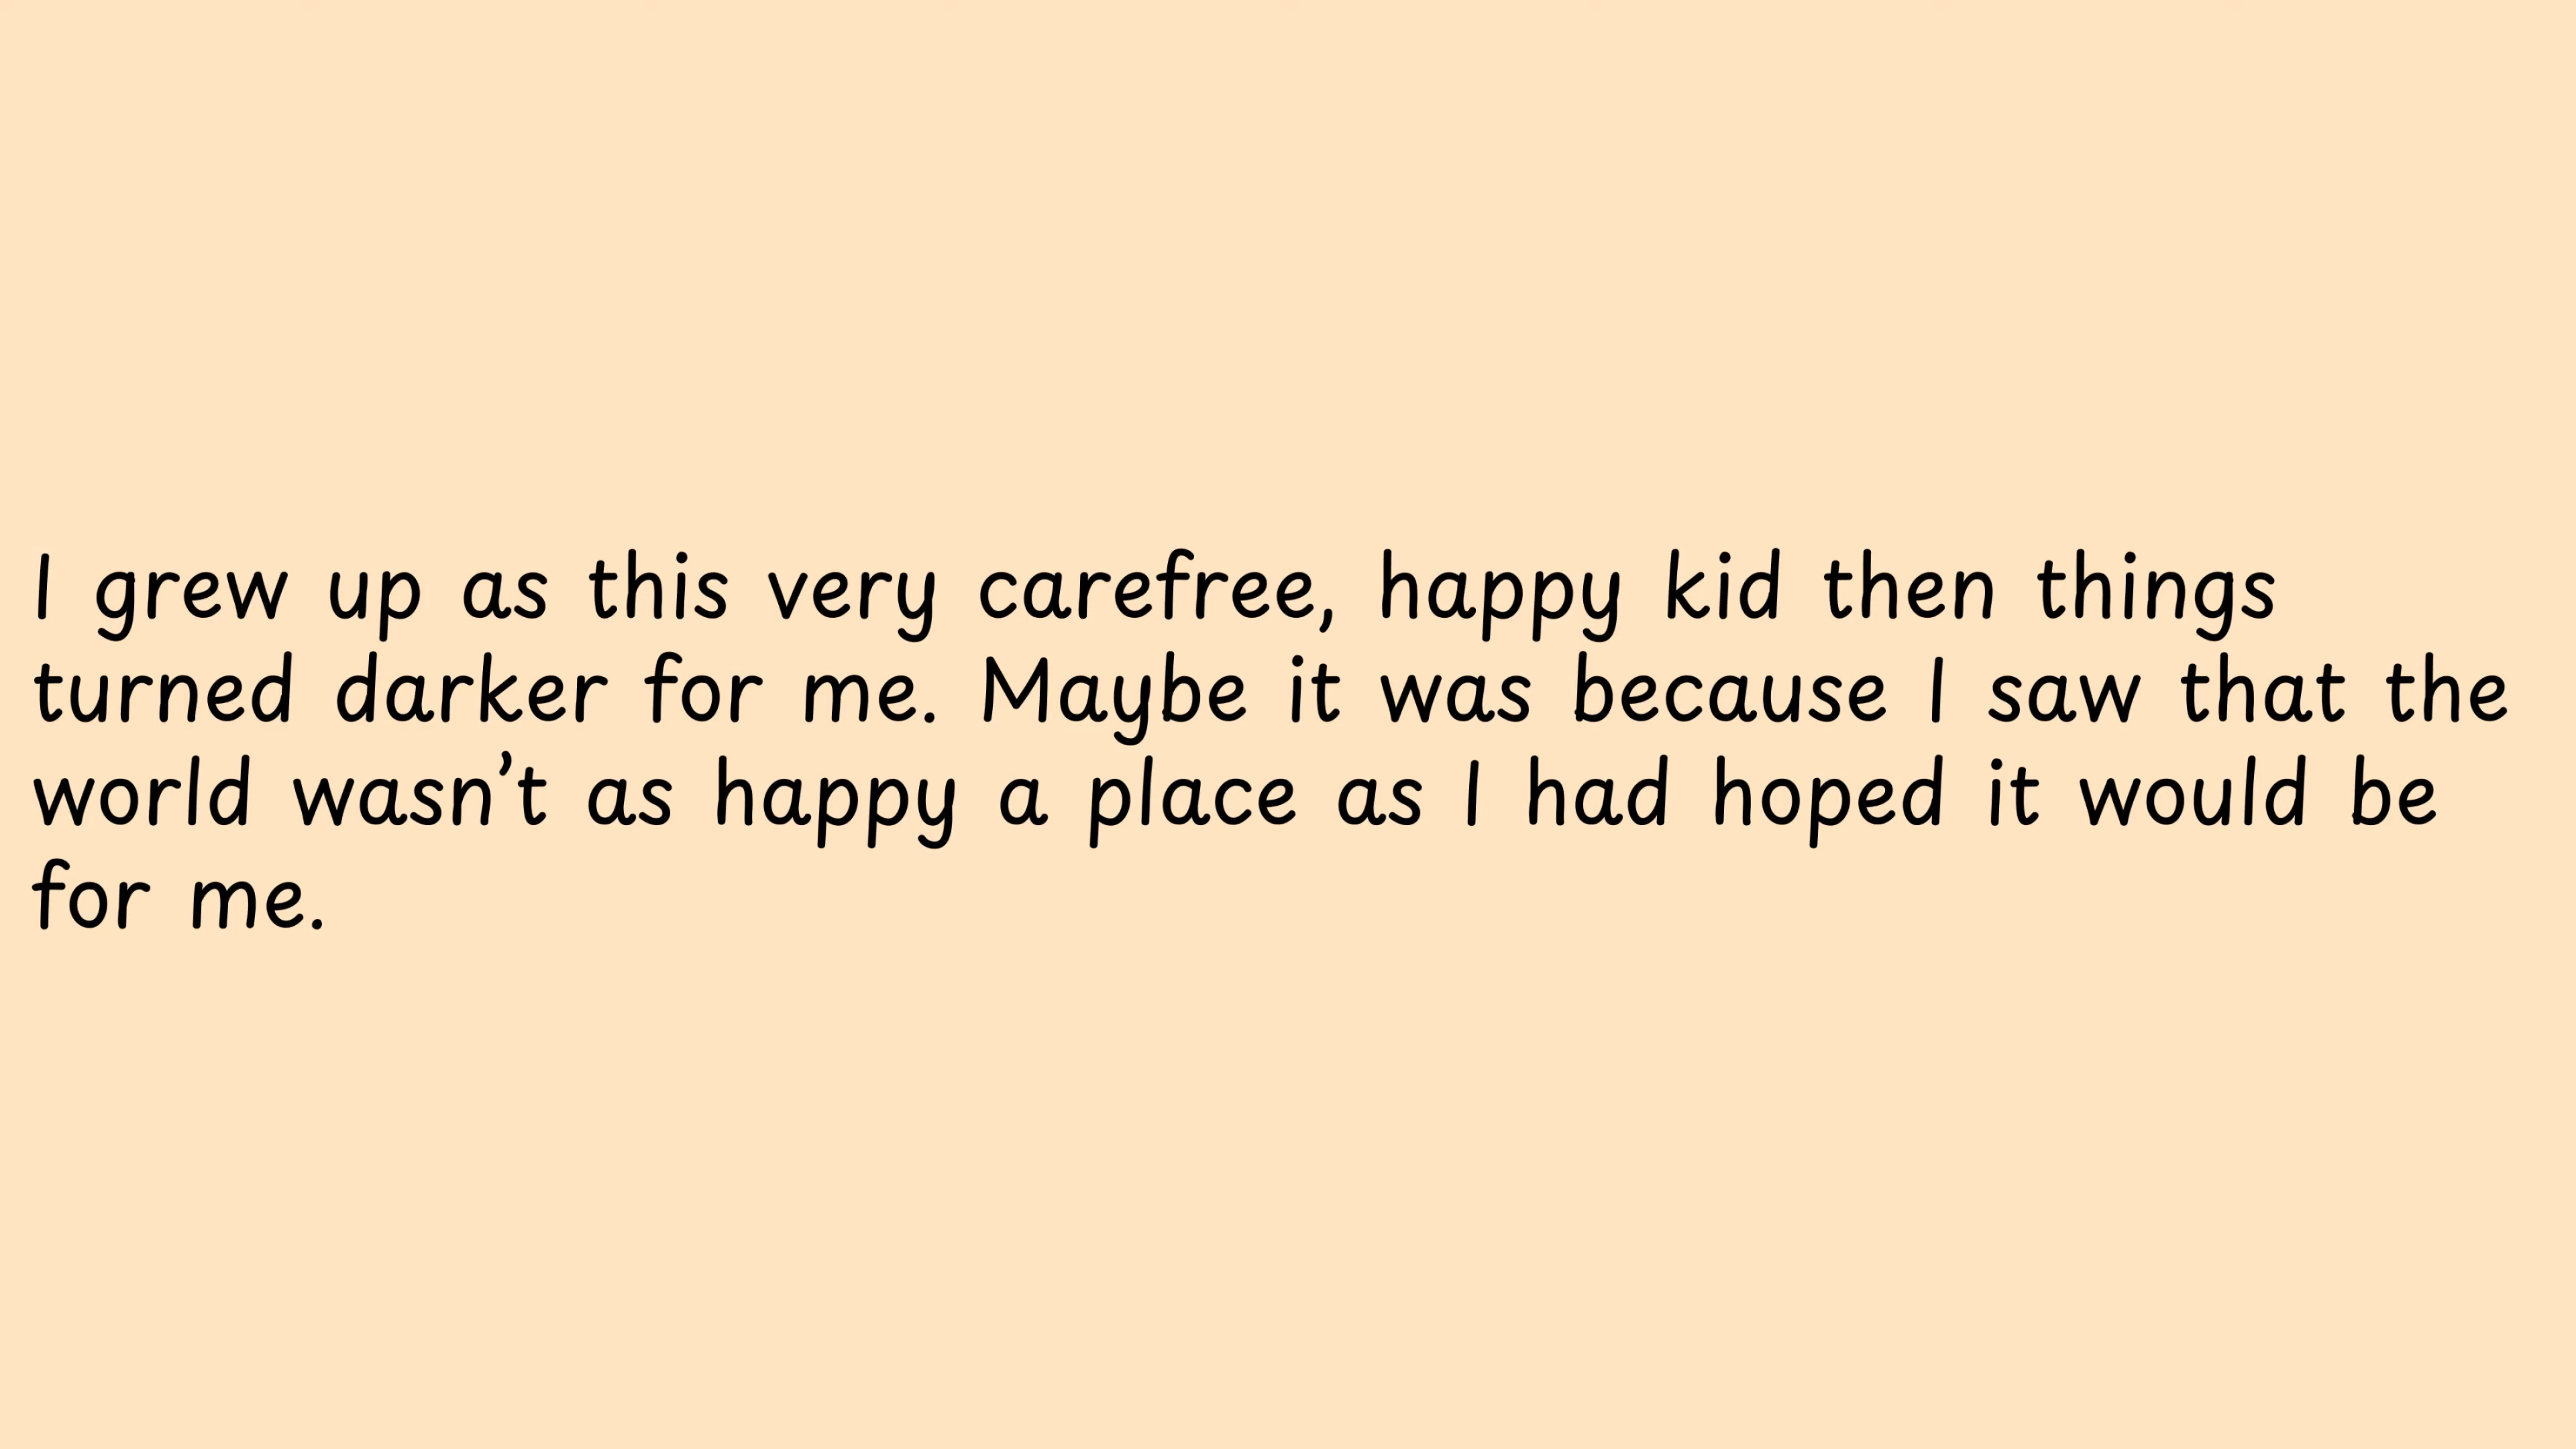 I grew up as this very carefree, happy kid then things
turned darker for me. Maybe it was because I saw that the
world wasn’t as happy a place as I had hoped it would be
for me.